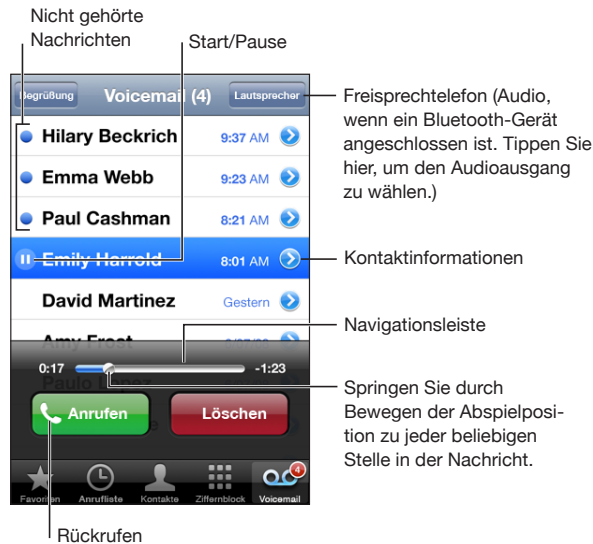 Nicht gehörte
Nachrichten
Start/Pause
Begrüßung Voicemail (4) Lautsprecher
Hilary Beckrich 9:37 AM
Emma Webb 9:23 AM
Paul Cashman 8:21 AM
Emily Harrold 8:01 AM
David Martinez Gestern
Amy Frost
0:17 -1:23
Paulo Lopez
Anrufen Löschen
Favoriten Anrufliste Kontakte Ziffernblock Voicemail 4
Freisprechtelefon (Audio,
wenn ein Bluetooth-Gerät
angeschlossen ist. Tippen Sie
hier, um den Audioausgang
zu wählen.)
Kontaktinformationen
Navigationsleiste
Springen Sie durch
Bewegen der Abspielposi-
tion zu jeder beliebigen
Stelle in der Nachricht.
Rückrufen